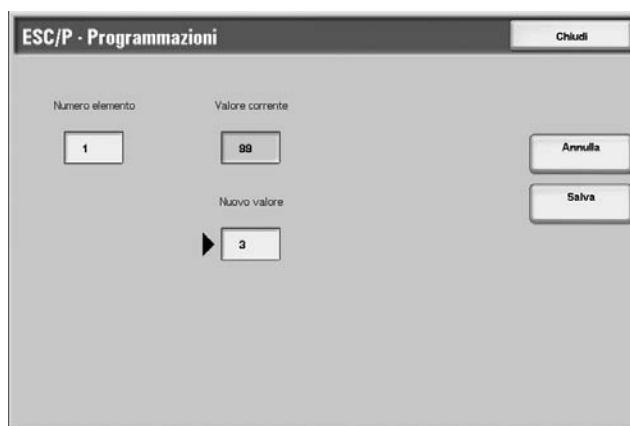 ESC/P - Programmazioni
Chiudi
Numero elemento
Valore corrente
1
99
Annulla
Salva
Nuovo valore
3